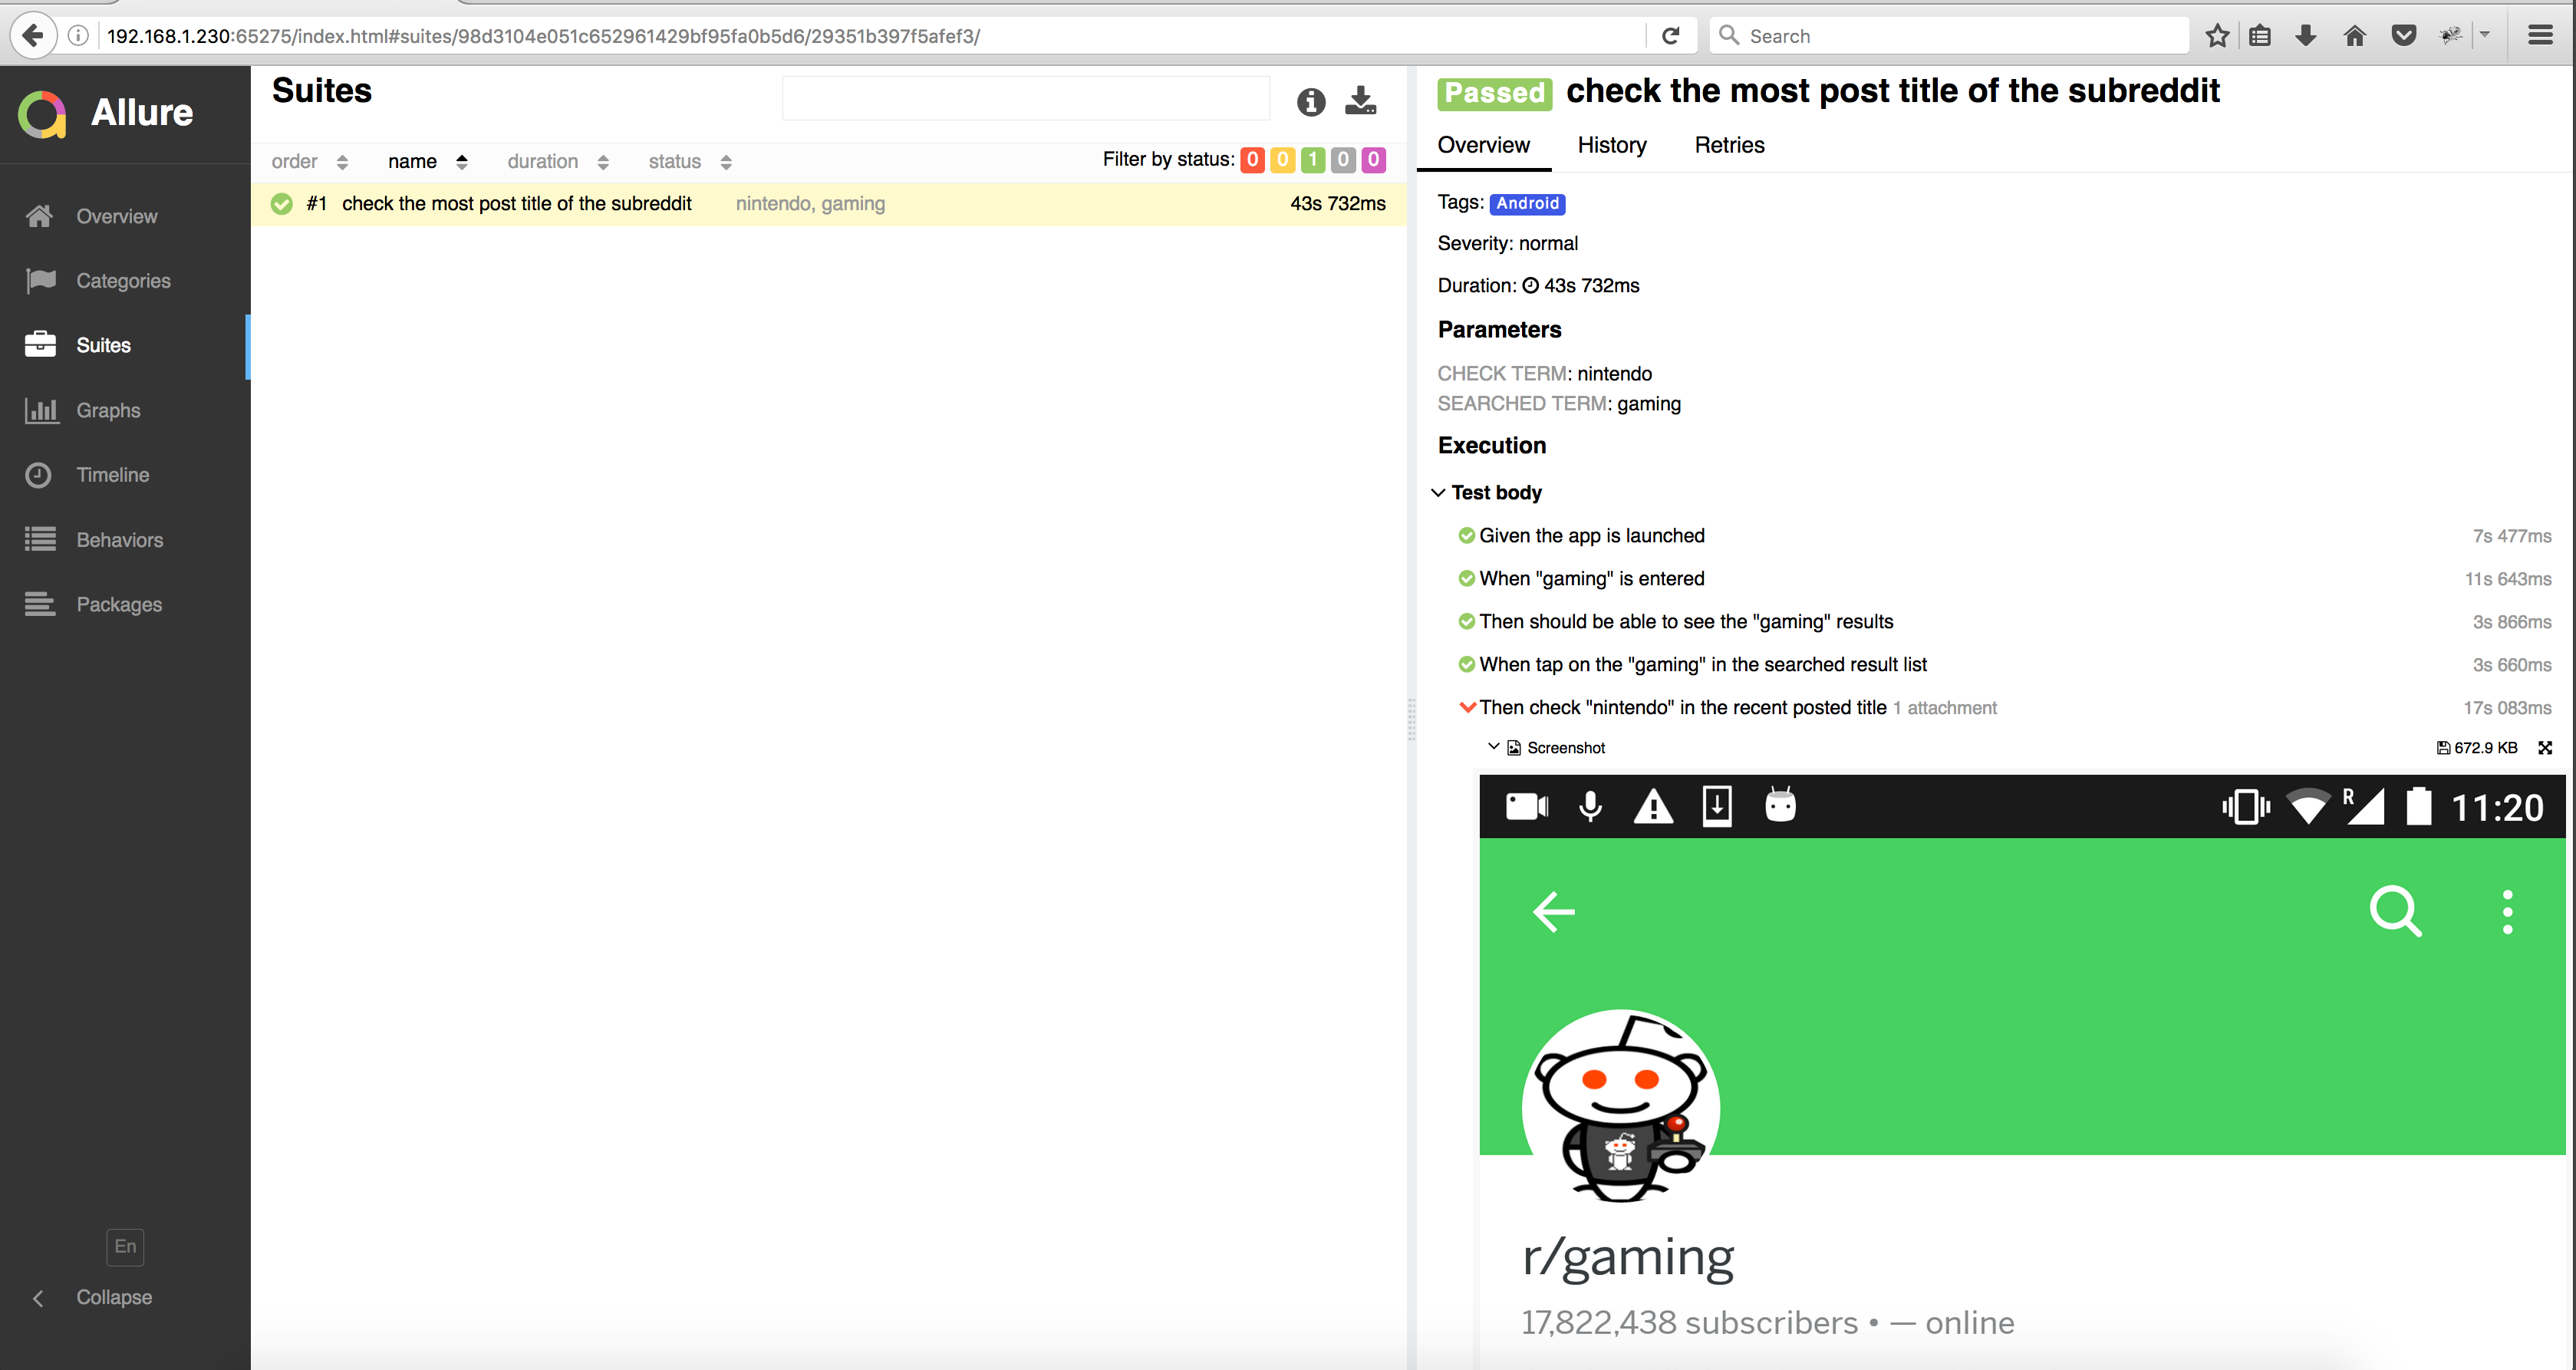 192.168.1.230:65275/index.html#suites/98d3104e051c652961429bf95fa0b5d6/29351b397f5afef3/
Search
Allure
Overview
Categories
Suites
Graphs
Timeline
Behaviors
Packages
En
Collapse
Suites
order name duration status Filter by status: 0 0 1 0 0
#1 check the most post title of the subreddit nintendo, gaming 43s 732ms
Passed check the most post title of the subreddit
Overview History Retries
Tags: Android
Severity: normal
Duration: 43s 732ms
Parameters
CHECK TERM: nintendo
SEARCHED TERM: gaming
Execution
Test body
Given the app is launched 7s 477ms
When "gaming" is entered 11s 643ms
Then should be able to see the "gaming" results 3s 866ms
When tap on the "gaming" in the searched result list 3s 660ms
Then check "nintendo" in the recent posted title 1 attachment 17s 083ms
Screenshot 672.9 KB
R 11:20
r/gaming
17,822,438 subscribers • — online